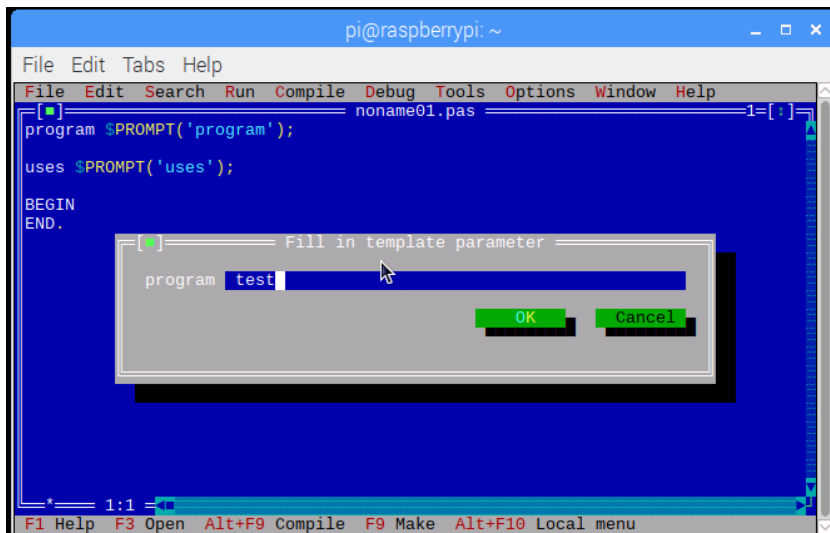 pi@raspberrypi: ~
File Edit Tabs Help
File Edit Search Run Compile Debug Tools Options Window Help
noname01.pas 1=[↕]
program $PROMPT('program');
uses $PROMPT('uses');
BEGIN
END.
Fill in template parameter
program test
OK Cancel
* 1:1
F1 Help F3 Open Alt+F9 Compile F9 Make Alt+F10 Local menu